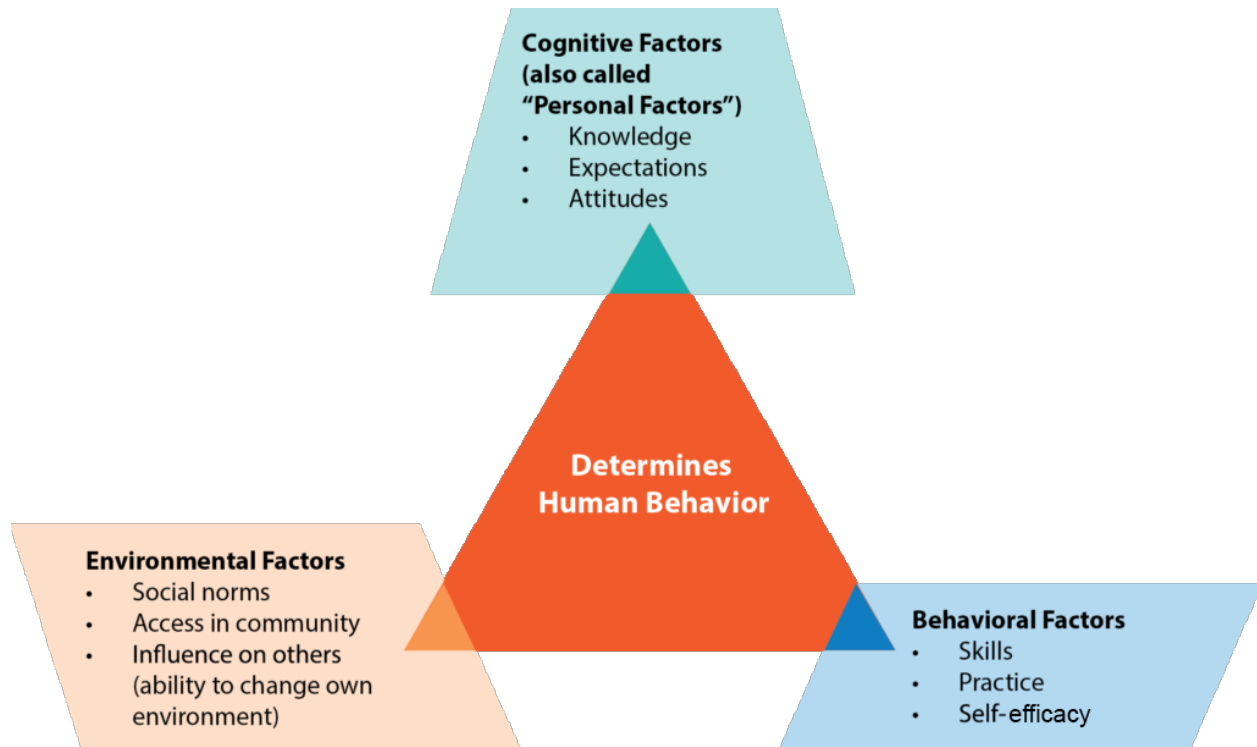 Cognitive Factors
(also called
“Personal Factors”)
• Knowledge
• Expectations
• Attitudes
Determines
Human Behavior
Environmental Factors
• Social norms
• Access in community
• Influence on others
(ability to change own
environment)
Behavioral Factors
• Skills
• Practice
• Self-efficacy